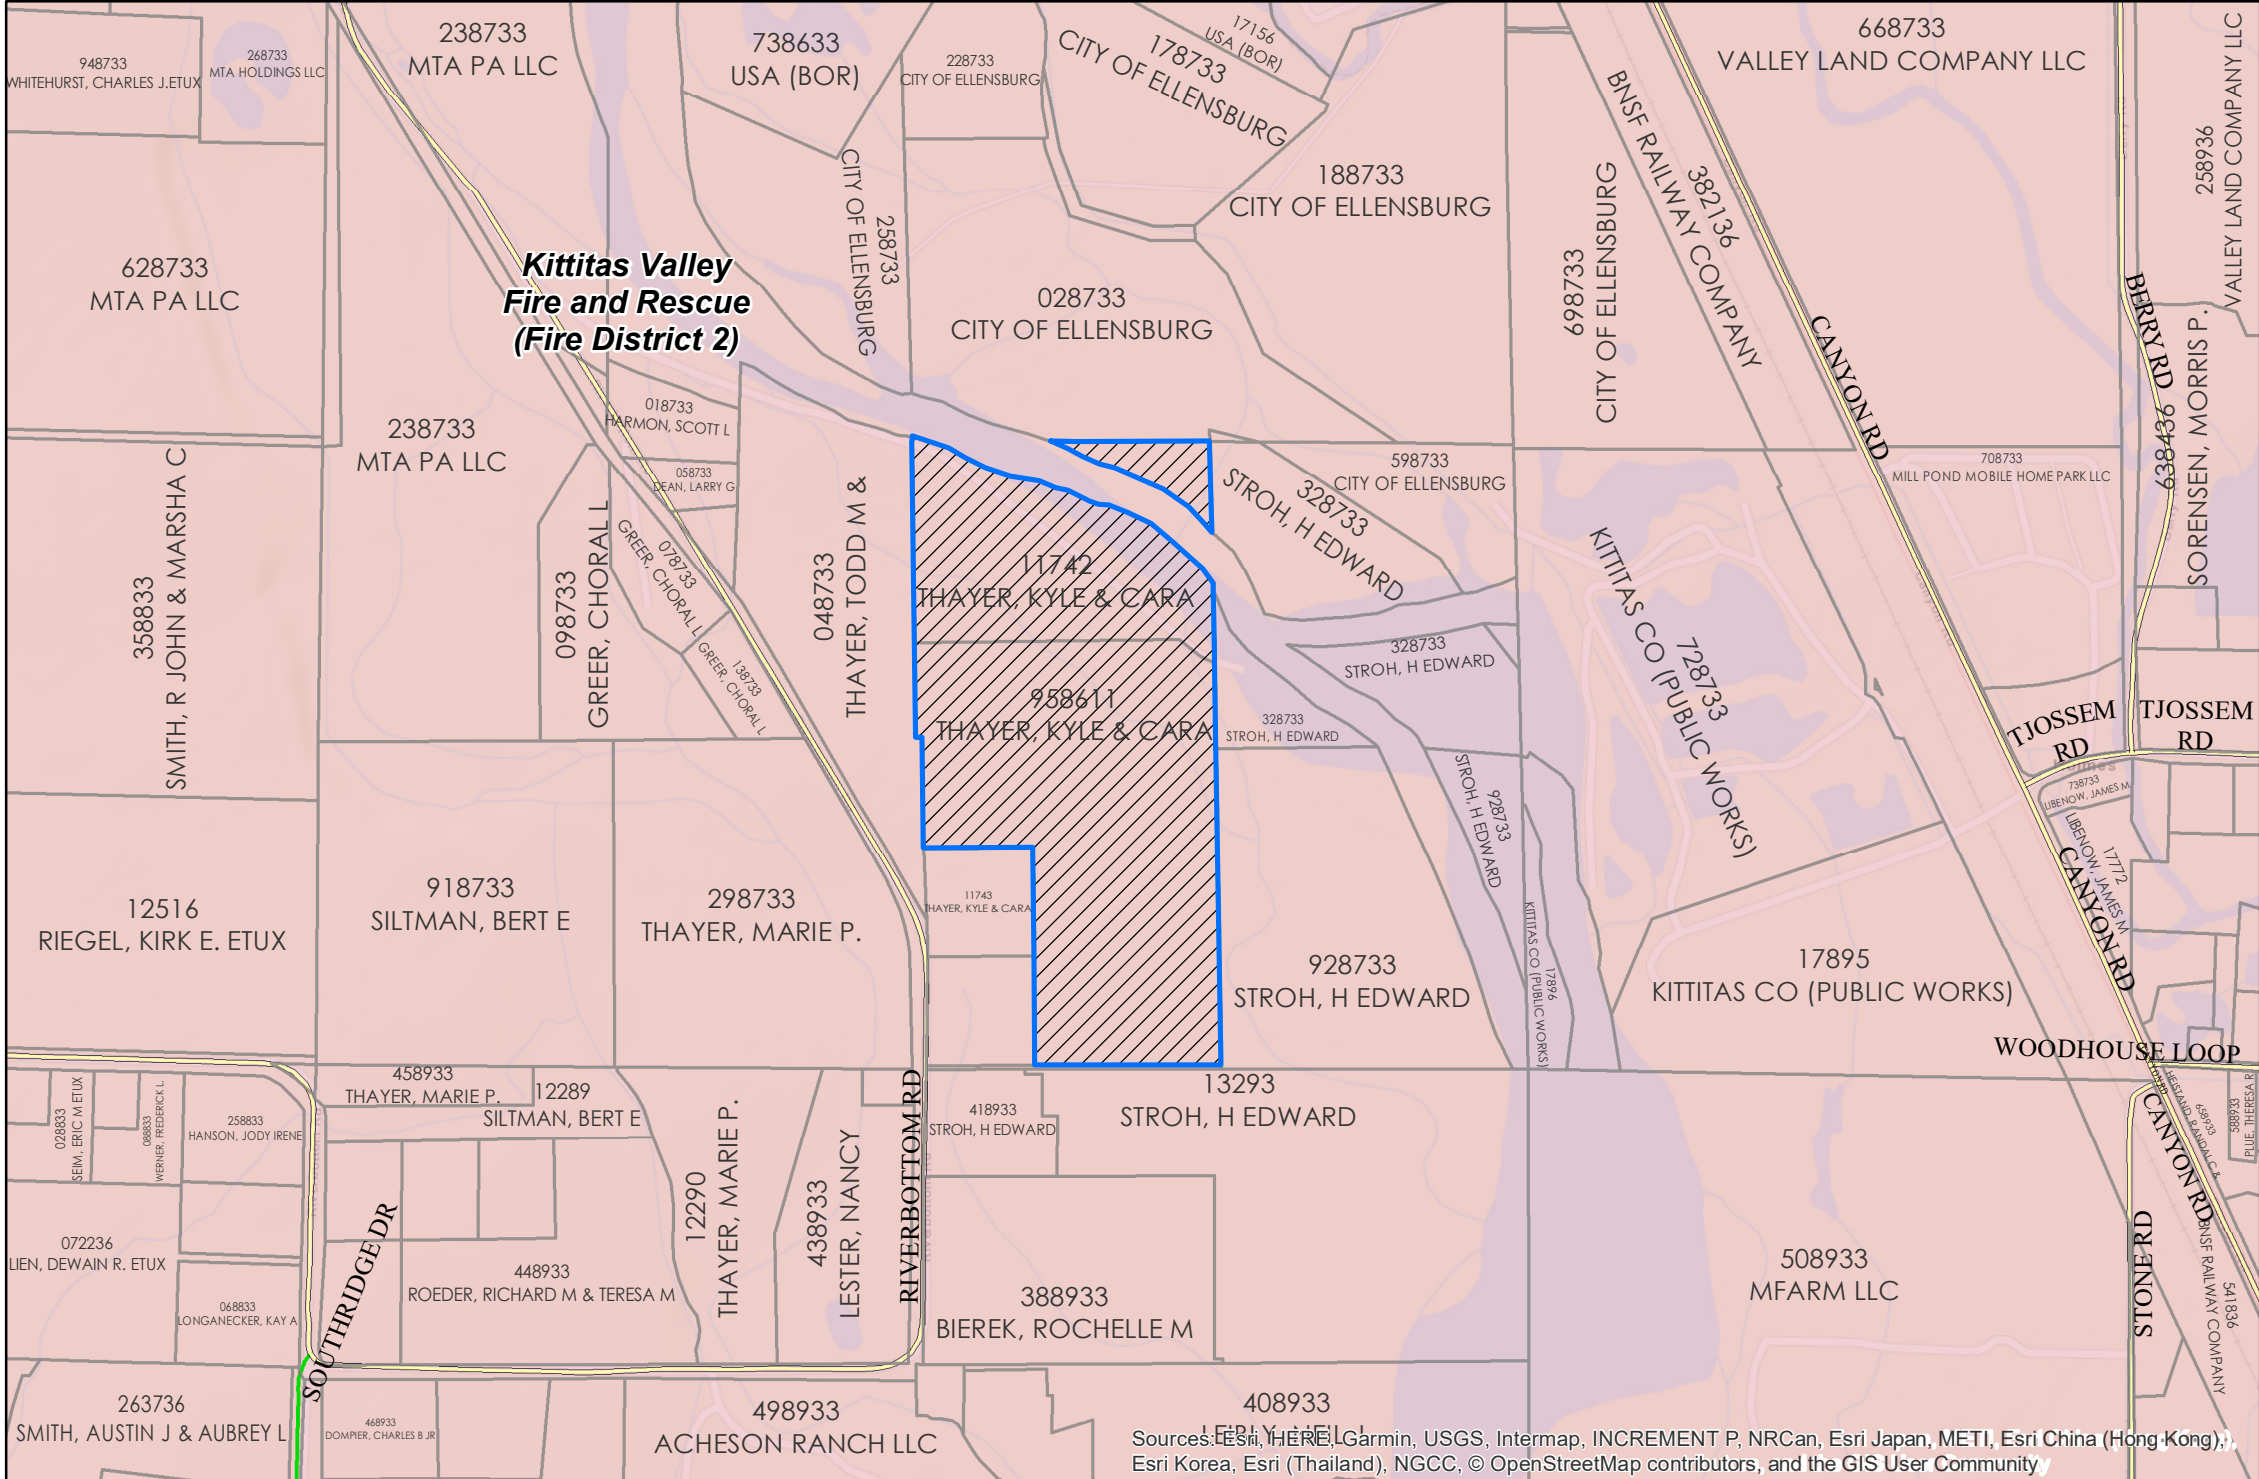 948733
WHITEHURST, CHARLES J.ETUX
268733
MTA HOLDINGS LLC
238733
MTA PA LLC
738633
USA (BOR)
228733
CITY OF ELLENSBURG
178733
CITY OF ELLENSBURG
17156
USA (BOR)
668733
VALLEY LAND COMPANY LLC
258936
VALLEY LAND COMPANY LLC
188733
CITY OF ELLENSBURG
698733
CITY OF ELLENSBURG
382136
BNSF RAILWAY COMPANY
258733
CITY OF ELLENSBURG
628733
MTA PA LLC
Kittitas Valley
Fire and Rescue
(Fire District 2)
028733
CITY OF ELLENSBURG
CANYON RD
BERRY RD
638436
SORENSEN, MORRIS P.
018733
HARMON, SCOTT L
238733
MTA PA LLC
058733
DEAN, LARRY G
598733
CITY OF ELLENSBURG
328733
STROH, H EDWARD
708733
MILL POND MOBILE HOME PARK LLC
358833
SMITH, R JOHN & MARSHA C
098733
GREER, CHORAL L
078733
GREER, CHORAL L
138733
GREER, CHORAL L
048733
THAYER, TODD M &
11742
THAYER, KYLE & CARA
958611
THAYER, KYLE & CARA
328733
STROH, H EDWARD
328733
STROH, H EDWARD
728733
KITTITAS CO (PUBLIC WORKS)
TJOSSEM
RD
TJOSSEM
RD
Holmes
738733
LIBENOW, JAMES M
17772
LIBENOW, JAMES M
CANYON RD
928733
STROH, H EDWARD
12516
RIEGEL, KIRK E. ETUX
918733
SILTMAN, BERT E
298733
THAYER, MARIE P.
11743
THAYER, KYLE & CARA
928733
STROH, H EDWARD
17896
KITTITAS CO (PUBLIC WORKS)
17895
KITTITAS CO (PUBLIC WORKS)
WOODHOUSE LOOP
458933
THAYER, MARIE P.
12289
SILTMAN, BERT E
028833
SEIM, ERIC M ETUX
088833
WERNER, FREDERICK L.
258833
HANSON, JODY IRENE
418933
STROH, H EDWARD
13293
STROH, H EDWARD
658933
HEISTAND, RANDAL C &
588933
PLUE, THERESA R
CANYON RD
12290
THAYER, MARIE P.
438933
LESTER, NANCY
RIVERBOTTOM RD
072236
LIEN, DEWAIN R. ETUX
068833
LONGANECKER, KAY A
SOUTHRIDGE DR
448933
ROEDER, RICHARD M & TERESA M
388933
BIEREK, ROCHELLE M
508933
MFARM LLC
STONE RD
541836
BNSF RAILWAY COMPANY
263736
SMITH, AUSTIN J & AUBREY L
468933
DOMPIER, CHARLES B JR
498933
ACHESON RANCH LLC
408933
Sources: Esri, HERE, Garmin, USGS, Intermap, INCREMENT P, NRCan, Esri Japan, METI, Esri China (Hong Kong),
Esri Korea, Esri (Thailand), NGCC, © OpenStreetMap contributors, and the GIS User Community